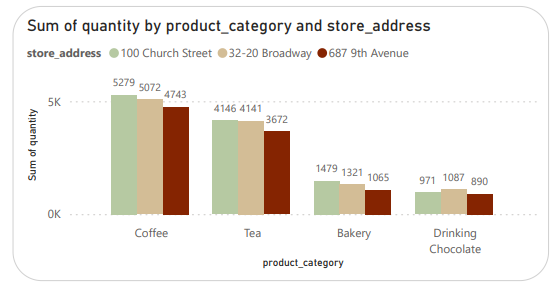 Sum of quantity by product_category and store_address
store_address 100 Church Street 32-20 Broadway 687 9th Avenue
5279 5072 4743
4146 4141 3672
1479 1321 1065
971 1087 890
5K
0K
Sum of quantity
Coffee Tea Bakery Drinking
Chocolate
product_category